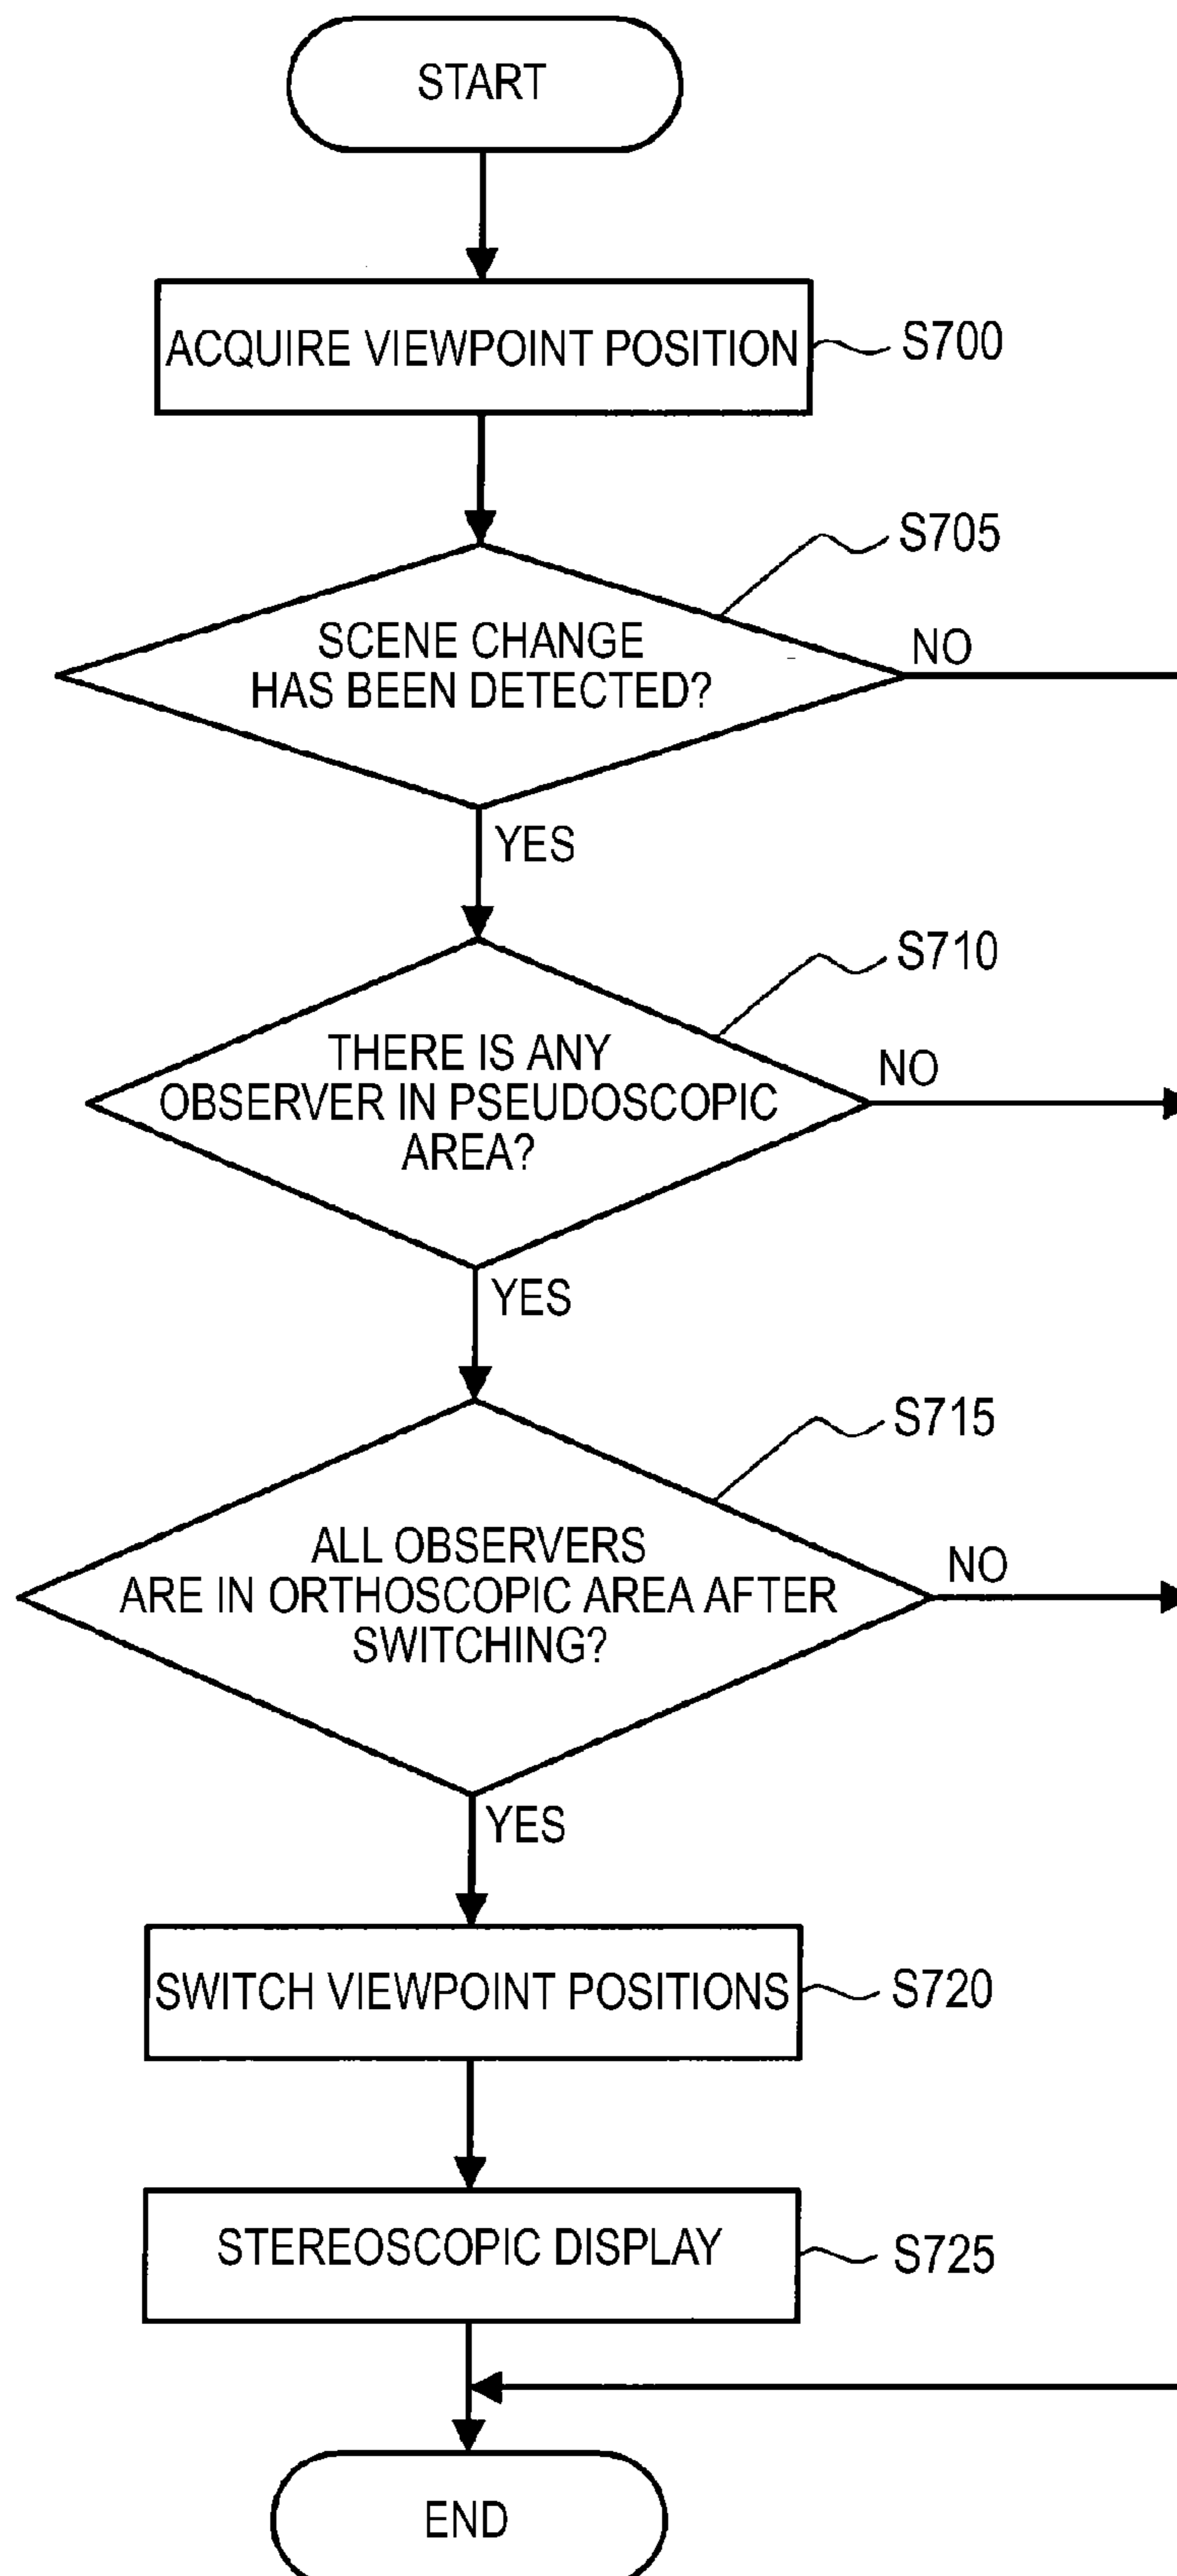 START
ACQUIRE VIEWPOINT POSITION
S700
S705
SCENE CHANGE
HAS BEEN DETECTED?
NO
YES
S710
THERE IS ANY
OBSERVER IN PSEUDOSCOPIC
AREA?
NO
YES
S715
ALL OBSERVERS
ARE IN ORTHOSCOPIC AREA AFTER
SWITCHING?
NO
YES
SWITCH VIEWPOINT POSITIONS
S720
STEREOSCOPIC DISPLAY
S725
END